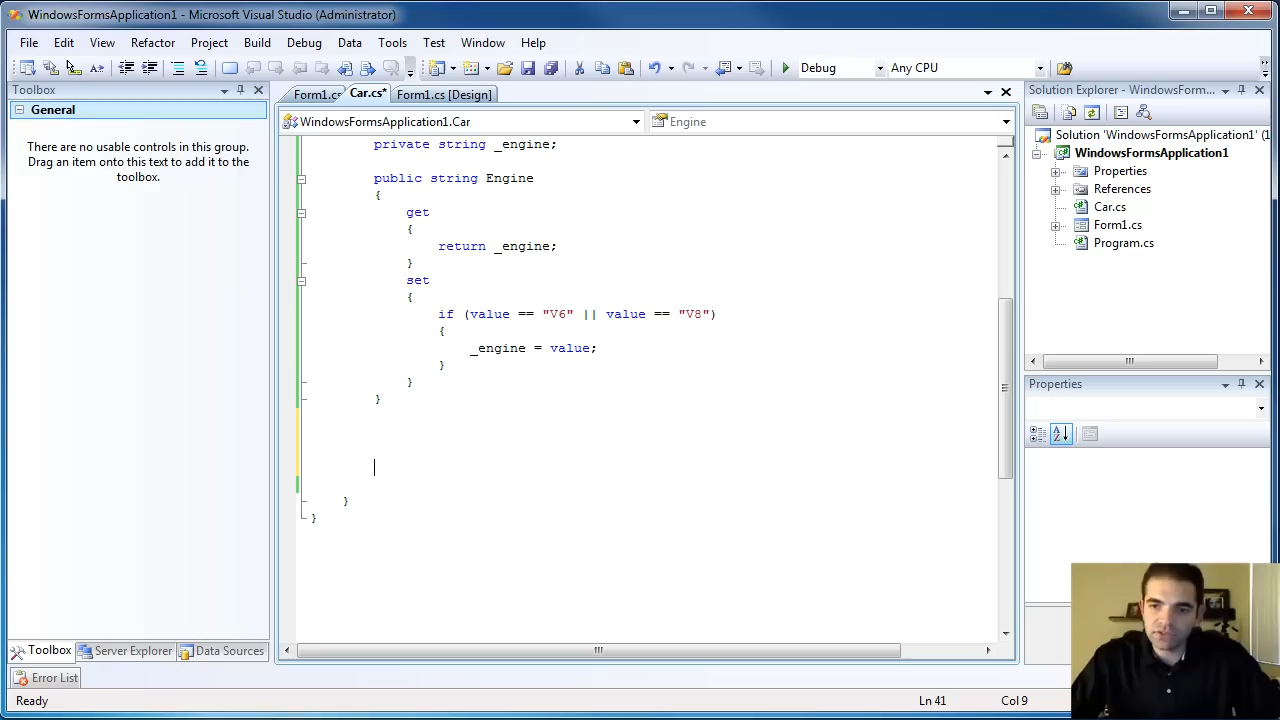 WindowsFormsApplication1 - Microsoft Visual Studio (Administrator)
File Edit View Refactor Project Build Debug Data Tools Test Window Help
Debug Any CPU
Toolbox
General
There are no usable controls in this group.
Drag an item onto this text to add it to the
toolbox.
Toolbox Server Explorer Data Sources
Form1.cs Car.cs* Form1.cs [Design]
WindowsFormsApplication1.Car Engine
private string _engine;
public string Engine
{
get
{
return _engine;
}
set
{
if (value == "V6" || value == "V8")
{
_engine = value;
}
}
}
}
}
Solution Explorer - WindowsForm...
Solution 'WindowsFormsApplication1' (1
WindowsFormsApplication1
Properties
References
Car.cs
Form1.cs
Program.cs
Properties
Error List
Ready Ln 41 Col 9